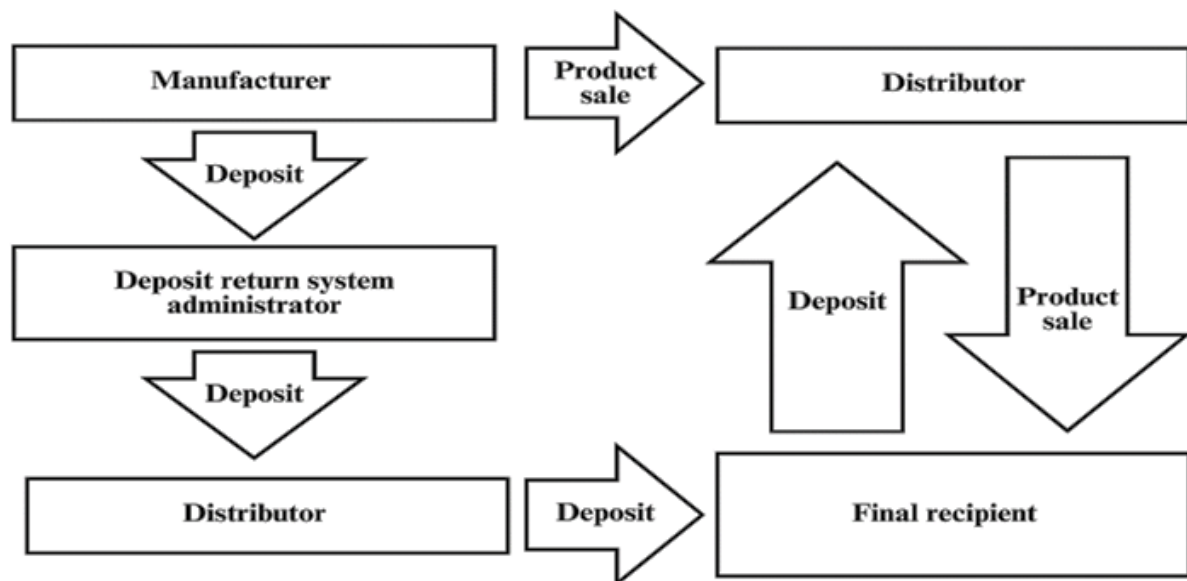 Manufacturer
Product
sale
Distributor
Deposit
Deposit return system
administrator
Deposit
Product
sale
Deposit
Distributor
Deposit
Final recipient